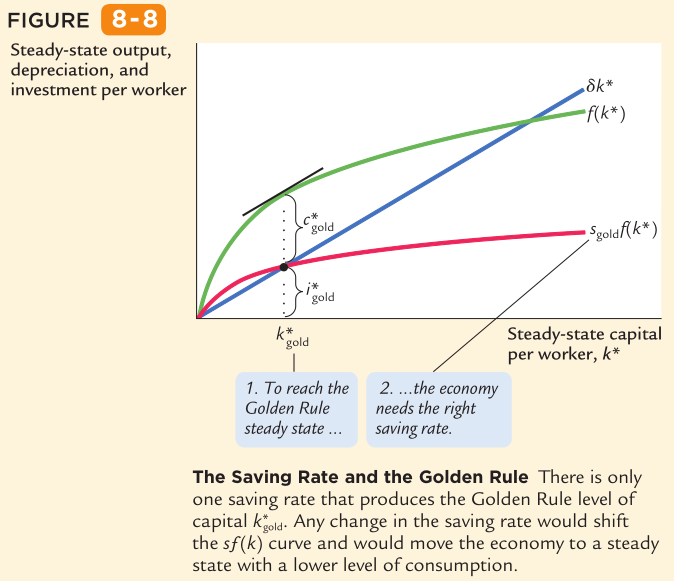 FIGURE 8-8
Steady-state output,
depreciation, and
investment per worker
δk*
f(k*)
c*gold
sgoldf(k*)
i*gold
k*gold
Steady-state capital
per worker, k*
1. To reach the
Golden Rule
steady state ...
2. ...the economy
needs the right
saving rate.
The Saving Rate and the Golden Rule There is only
one saving rate that produces the Golden Rule level of
capital k*gold. Any change in the saving rate would shift
the sf(k) curve and would move the economy to a steady
state with a lower level of consumption.